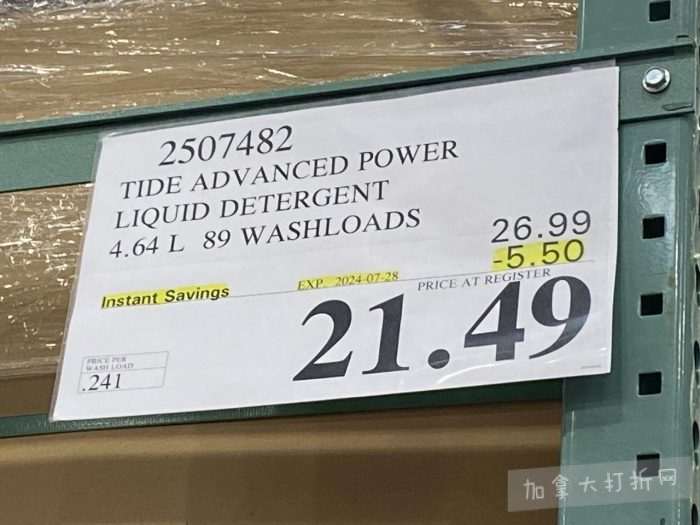 2507482
TIDE ADVANCED POWER
LIQUID DETERGENT
4.64 L 89 WASHLOADS
26.99
-5.50
Instant Savings
EXP. 2024-07-28
PRICE AT REGISTER
21.49
PRICE PER
WASH LOAD
.241
加拿大打折网